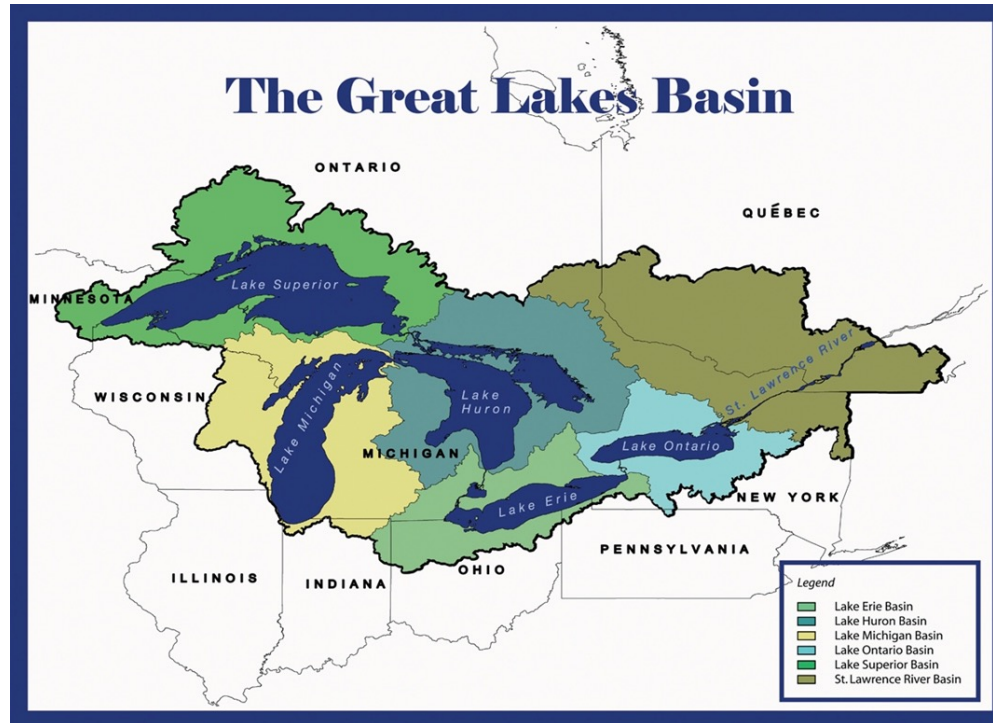 The Great Lakes Basin
ONTARIO
QUÉBEC
Lake Superior
MINNESOTA
St. Lawrence River
WISCONSIN
Lake Michigan
Lake
Huron
MICHIGAN
Lake Ontario
Lake Erie
NEW YORK
PENNSYLVANIA
ILLINOIS
INDIANA
OHIO
Legend
Lake Erie Basin
Lake Huron Basin
Lake Michigan Basin
Lake Ontario Basin
Lake Superior Basin
St. Lawrence River Basin